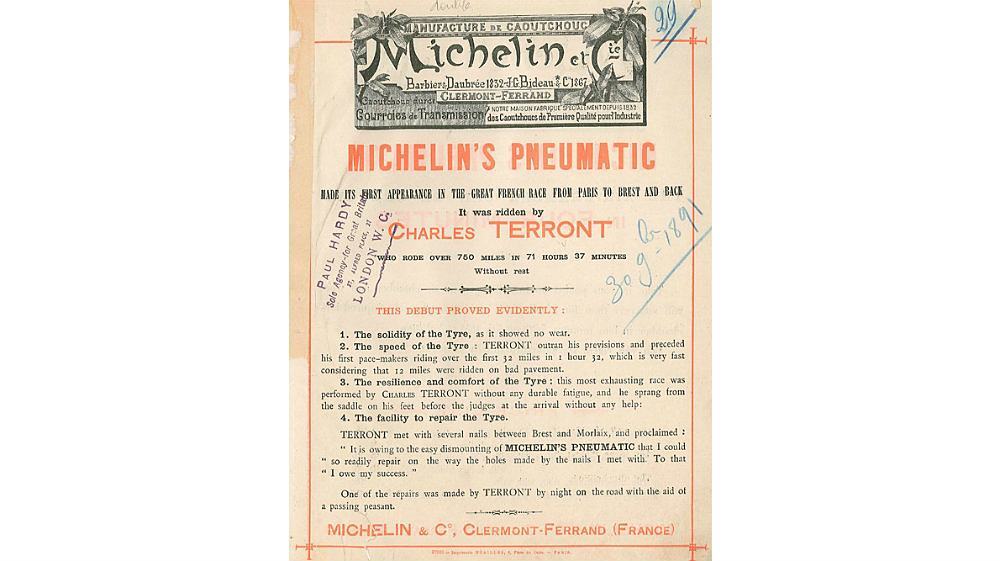 double
29
MANUFACTURE DE CAOUTCHOUC
Michelin et Cie
Barbier & Daubrée 1832-J.G. Bideau & Cie 1867
CLERMONT-FERRAND
Caoutchouc durci
Courroies de Transmission
NOTRE MAISON FABRIQUE SPÉCIALEMENT DEPUIS 1832
des Caoutchoucs de Première Qualité pour l'Industrie
MICHELIN'S PNEUMATIC
MADE ITS FIRST APPEARANCE IN THE GREAT FRENCH RACE FROM PARIS TO BREST AND BACK
It was ridden by
CHARLES TERRONT
WHO RODE OVER 750 MILES IN 71 HOURS 37 MINUTES
Without rest
PAUL HARDY
Sole Agency for Great Britain
ALFRED PLACE,
LONDON W. C.
30 9 1891
THIS DEBUT PROVED EVIDENTLY :
1. The solidity of the Tyre, as it showed no wear.
2. The speed of the Tyre : TERRONT outran his previsions and preceded
his first pace-makers riding over the first 32 miles in 1 hour 32, which is very fast
considering that 12 miles were ridden on bad pavement.
3. The resilience and comfort of the Tyre : this most exhausting race was
performed by CHARLES TERRONT without any durable fatigue, and he sprang from
the saddle on his feet before the judges at the arrival without any help:
4. The facility to repair the Tyre.
TERRONT met with several nails between Brest and Morlaix, and proclaimed :
" It is owing to the easy dismounting of MICHELIN'S PNEUMATIC that I could
" so readily repair on the way the holes made by the nails I met with. To that
" I owe my success. "
One of the repairs was made by TERRONT by night on the road with the aid of
a passing peasant.
MICHELIN & Co, CLERMONT-FERRAND (FRANCE)
PARIS